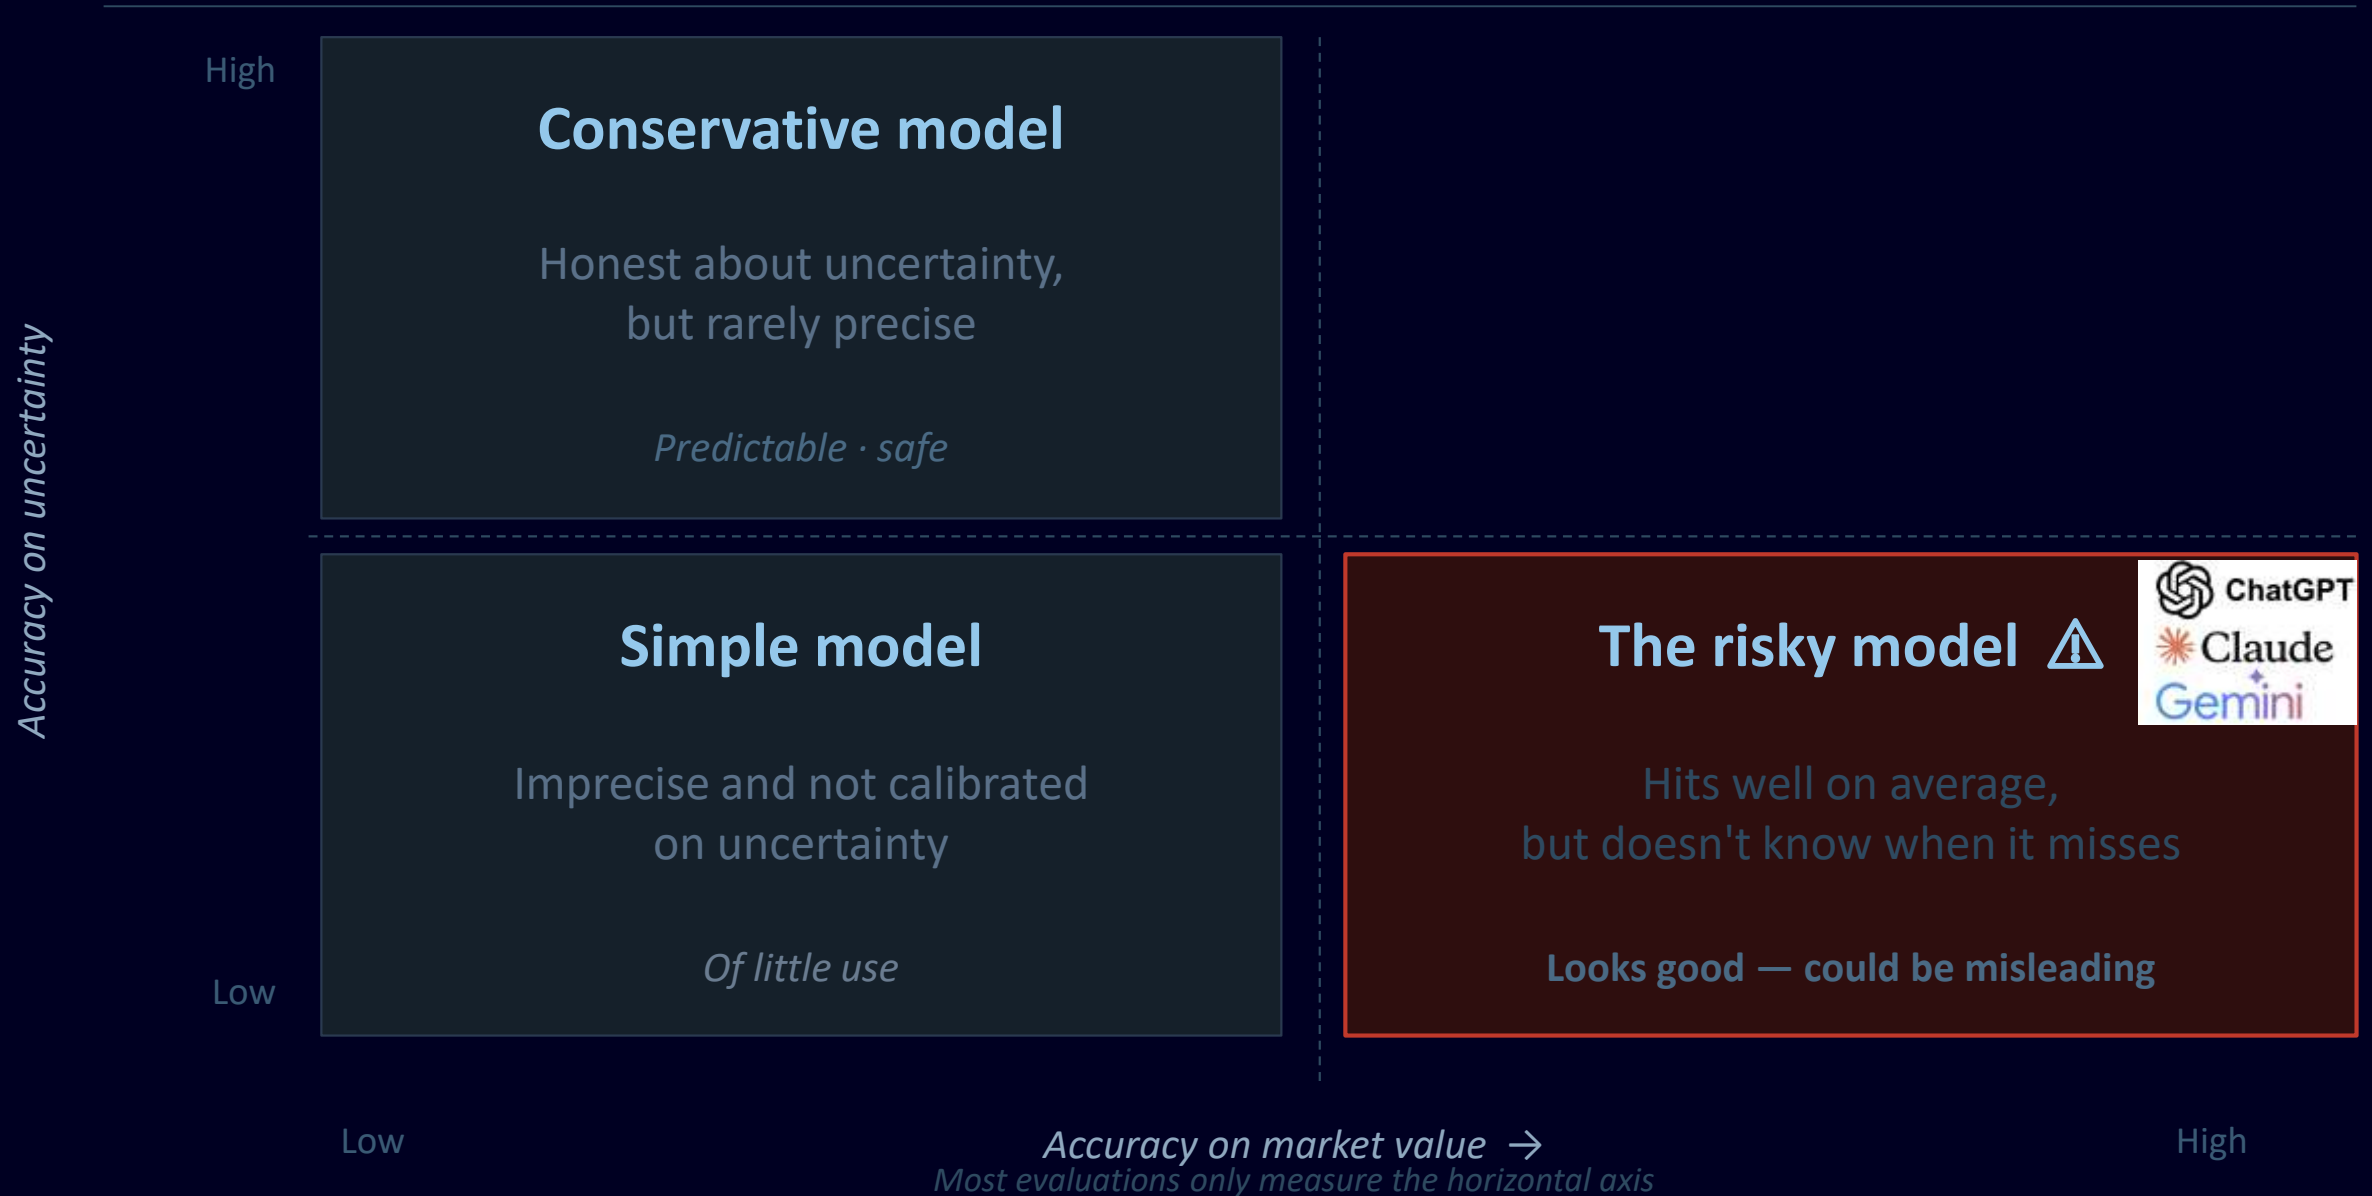 High
Conservative model
Honest about uncertainty,
but rarely precise
Predictable · safe
Accuracy on uncertainty
Simple model
Imprecise and not calibrated
on uncertainty
Of little use
Low
The risky model ⚠
ChatGPT
Claude
Gemini
Hits well on average,
but doesn't know when it misses
Looks good — could be misleading
Low
Accuracy on market value →
High
Most evaluations only measure the horizontal axis